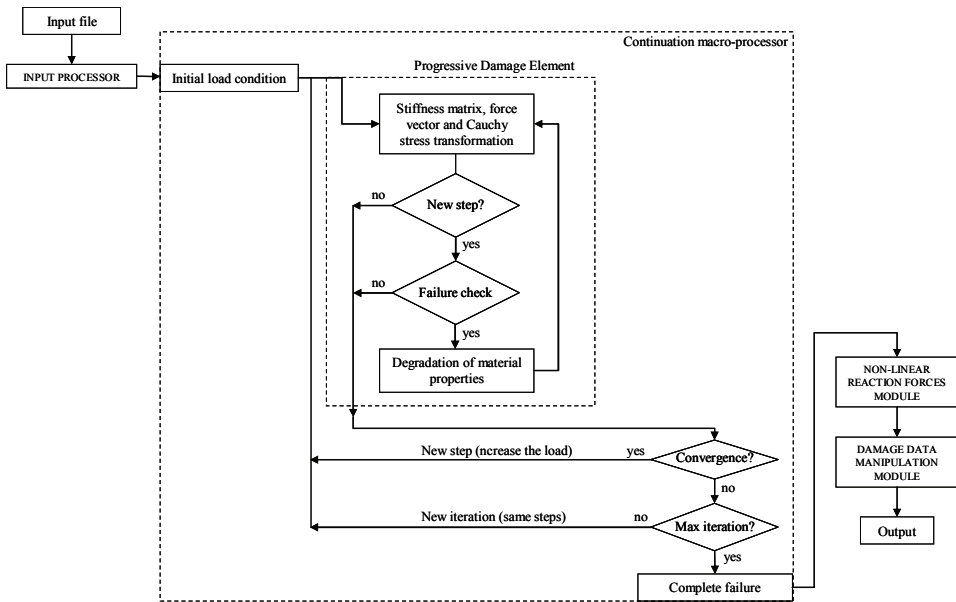 Input file
Continuation macro-processor
INPUT PROCESSOR
Initial load condition
Progressive Damage Element
Stiffness matrix, force
vector and Cauchy
stress transformation
no
New step?
yes
no
Failure check
yes
Degradation of material
properties
NON-LINEAR
REACTION FORCES
MODULE
New step (ncrease the load)
yes
Convergence?
DAMAGE DATA
MANIPULATION
MODULE
no
New iteration (same steps)
no
Max iteration?
Output
yes
Complete failure